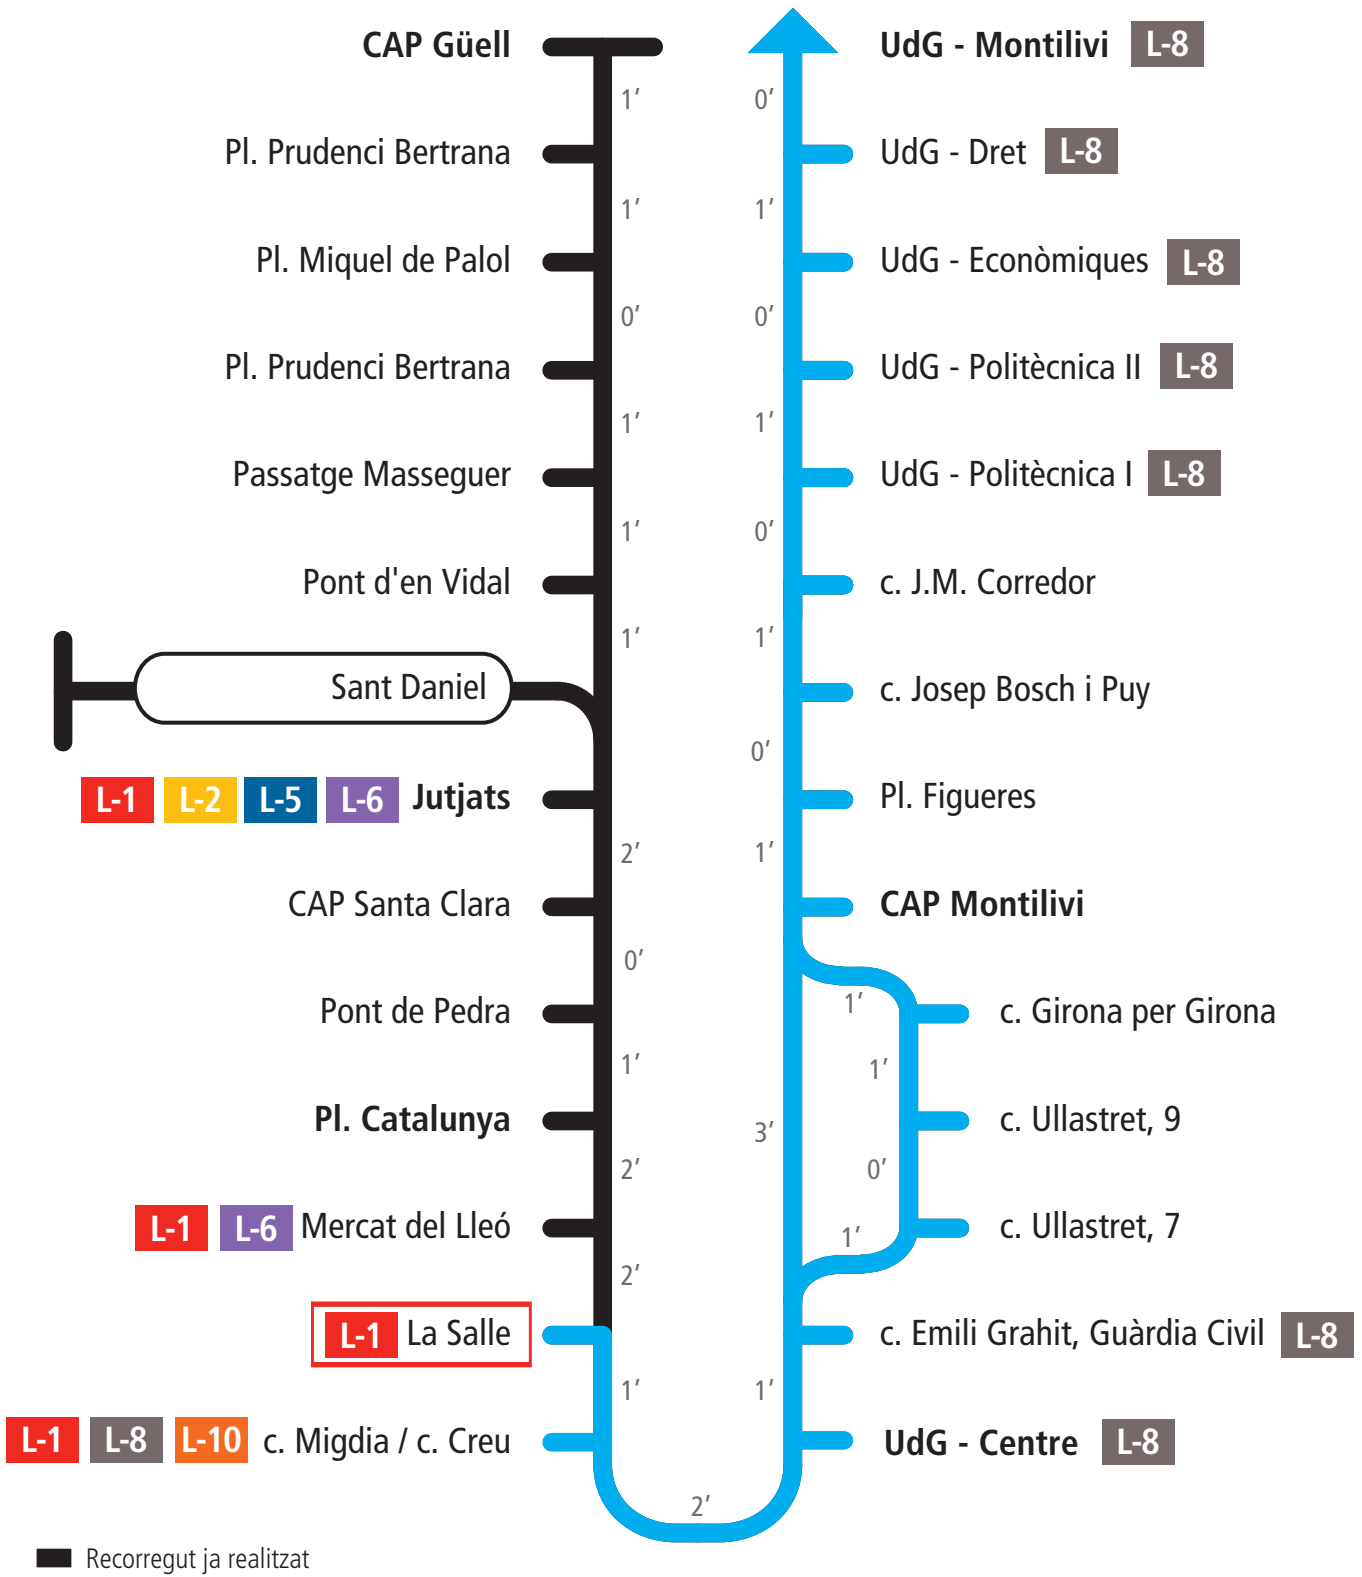 CAP Güell
1’
Pl. Prudenci Bertrana
1’
Pl. Miquel de Palol
0’
Pl. Prudenci Bertrana
1’
Passatge Masseguer
1’
Pont d'en Vidal
1’
Sant Daniel
L-1 L-2 L-5 L-6 Jutjats
2’
CAP Santa Clara
0’
Pont de Pedra
1’
Pl. Catalunya
2’
L-1 L-6 Mercat del Lleó
2’
L-1 La Salle
1’
L-1 L-8 L-10 c. Migdia / c. Creu
2’
UdG - Montilivi L-8
0’
UdG - Dret L-8
1’
UdG - Econòmiques L-8
0’
UdG - Politècnica II L-8
1’
UdG - Politècnica I L-8
0’
c. J.M. Corredor
1’
c. Josep Bosch i Puy
0’
Pl. Figueres
1’
CAP Montilivi
1’
c. Girona per Girona
1’
c. Ullastret, 9
3’
0’
c. Ullastret, 7
1’
c. Emili Grahit, Guàrdia Civil L-8
1’
UdG - Centre L-8
Recorregut ja realitzat